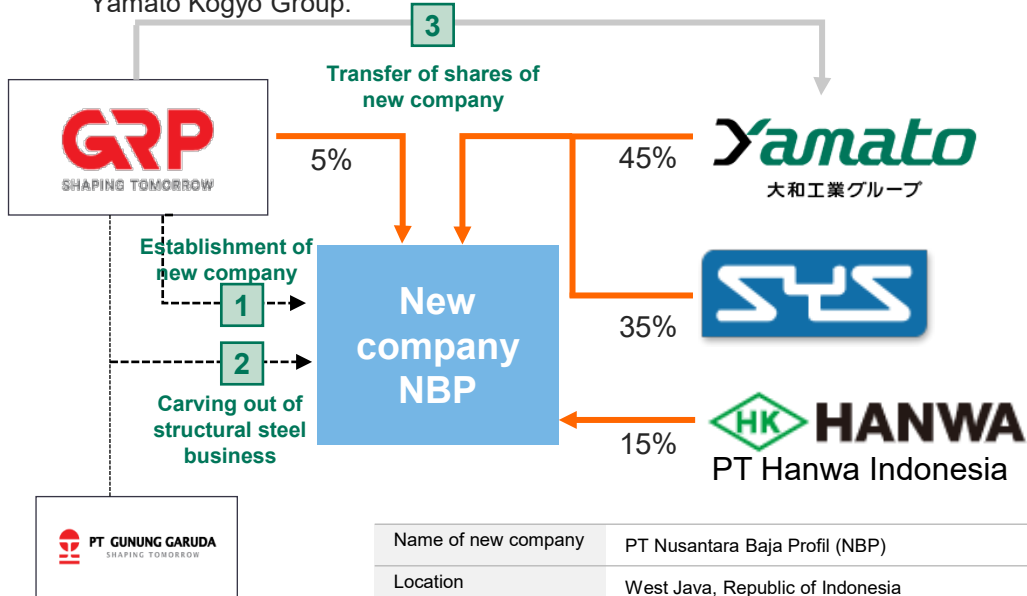 Yamato Kogyo Group.
3
Transfer of shares of
new company
GRP
SHAPING TOMORROW
5%
45%
Yamato
大和工業グループ
Establishment of
new company
1
New
company
NBP
SYS
35%
2
Carving out of
structural steel
business
HK HANWA
15%
PT Hanwa Indonesia
PT GUNUNG GARUDA
SHAPING TOMORROW
Name of new company PT Nusantara Baja Profil (NBP)
Location West Java, Republic of Indonesia